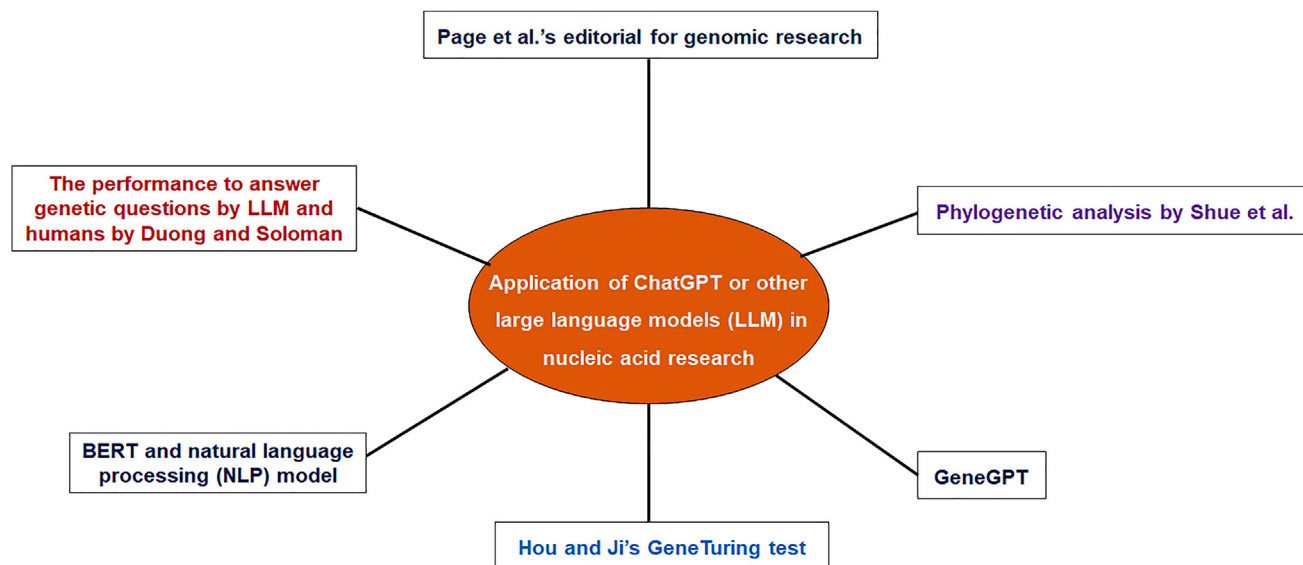 Page et al.’s editorial for genomic research
The performance to answer
genetic questions by LLM and
humans by Duong and Soloman
Phylogenetic analysis by Shue et al.
Application of ChatGPT or other
large language models (LLM) in
nucleic acid research
BERT and natural language
processing (NLP) model
GeneGPT
Hou and Ji’s GeneTuring test